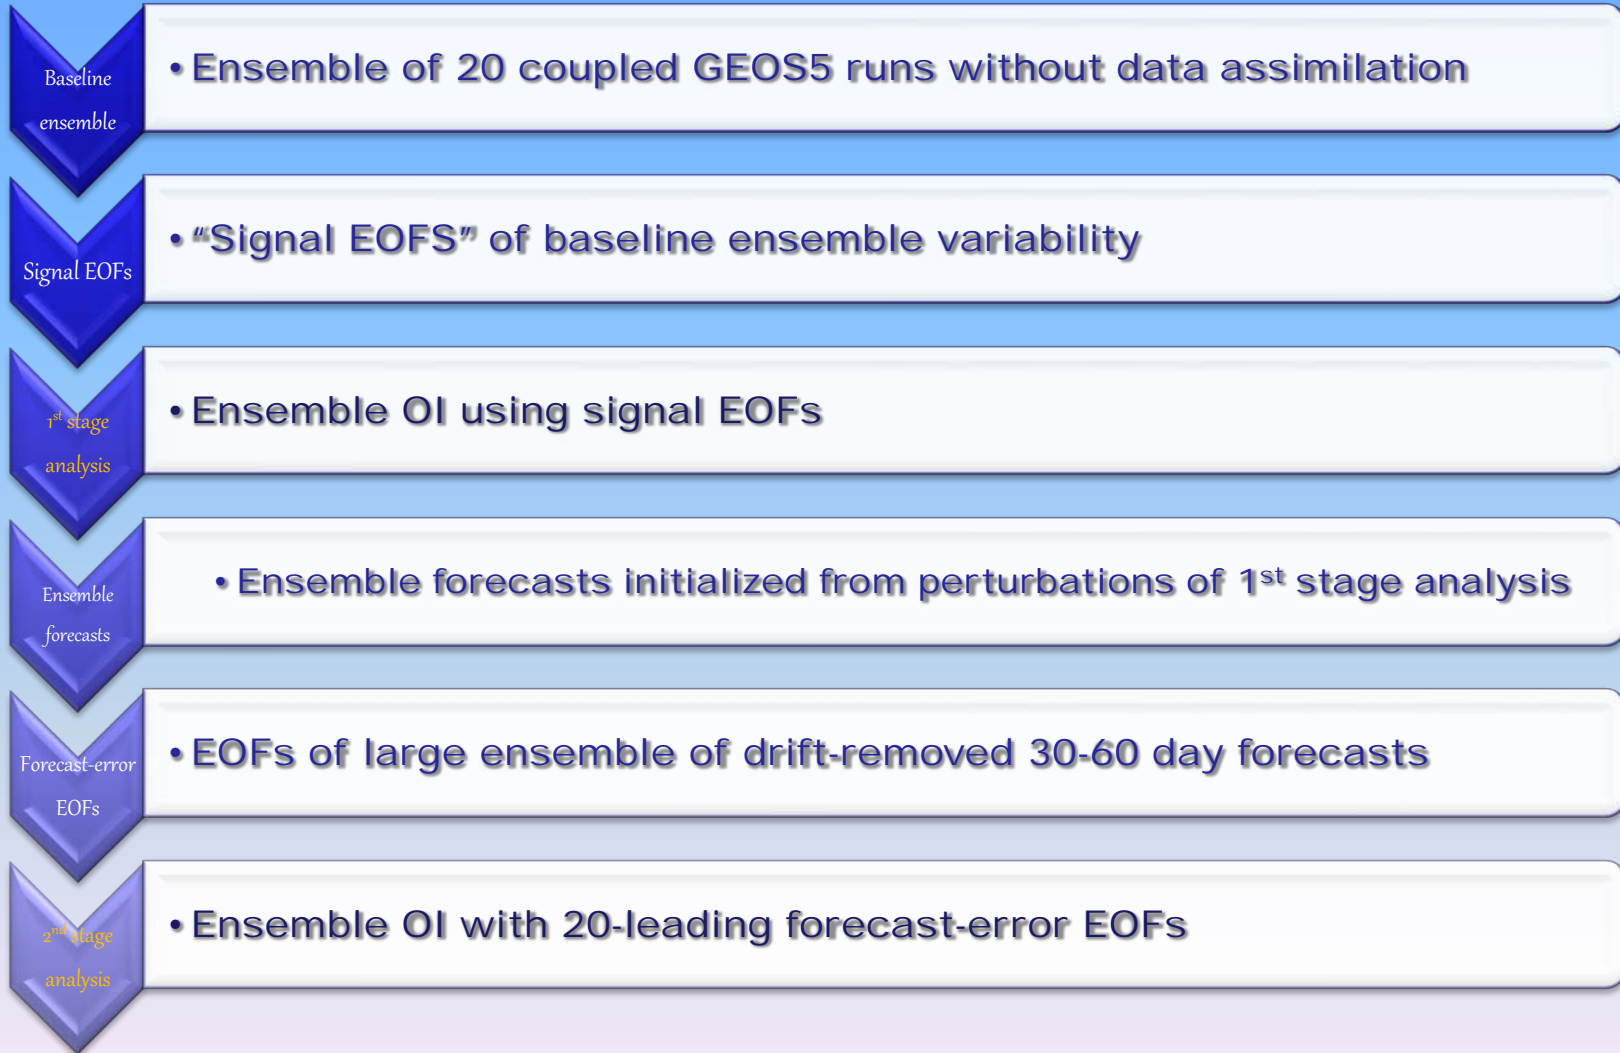 Baseline
ensemble
• Ensemble of 20 coupled GEOS5 runs without data assimilation
Signal EOFs
• “Signal EOFS” of baseline ensemble variability
1st stage
analysis
• Ensemble OI using signal EOFs
Ensemble
forecasts
• Ensemble forecasts initialized from perturbations of 1st stage analysis
Forecast-error
EOFs
• EOFs of large ensemble of drift-removed 30-60 day forecasts
2nd stage
analysis
• Ensemble OI with 20-leading forecast-error EOFs